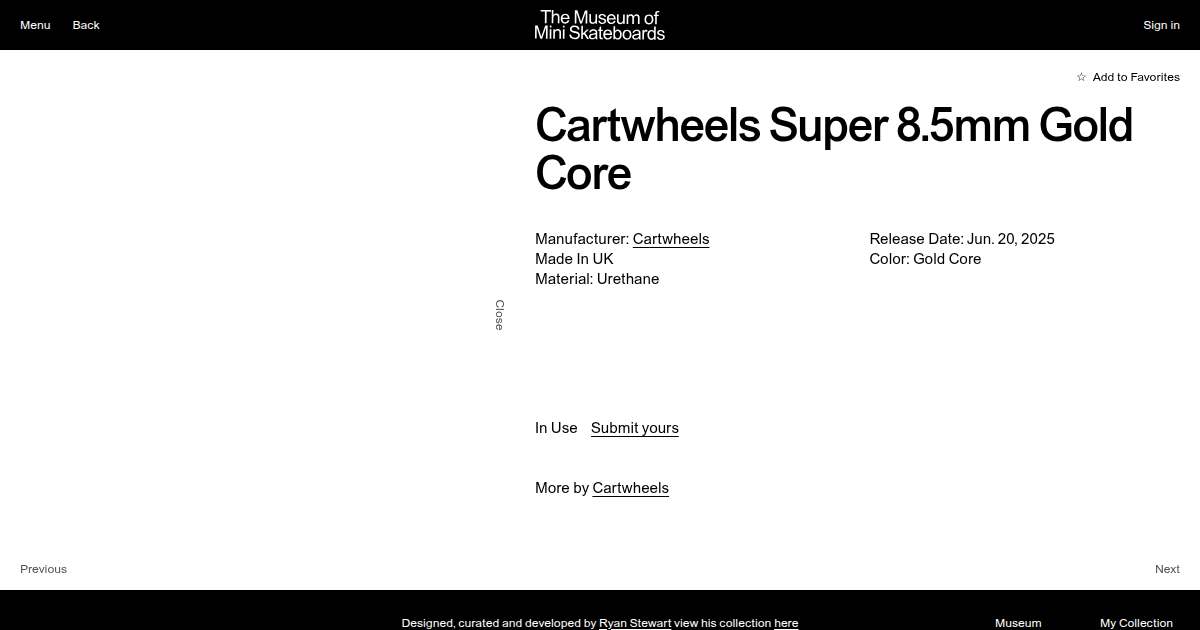 Menu Back
The Museum of
Mini Skateboards
Sign in
☆ Add to Favorites
Cartwheels Super 8.5mm Gold
Core
Manufacturer: Cartwheels
Made In UK
Material: Urethane
Release Date: Jun. 20, 2025
Color: Gold Core
Close
In Use Submit yours
More by Cartwheels
Previous
Next
Designed, curated and developed by Ryan Stewart view his collection here
Museum
My Collection